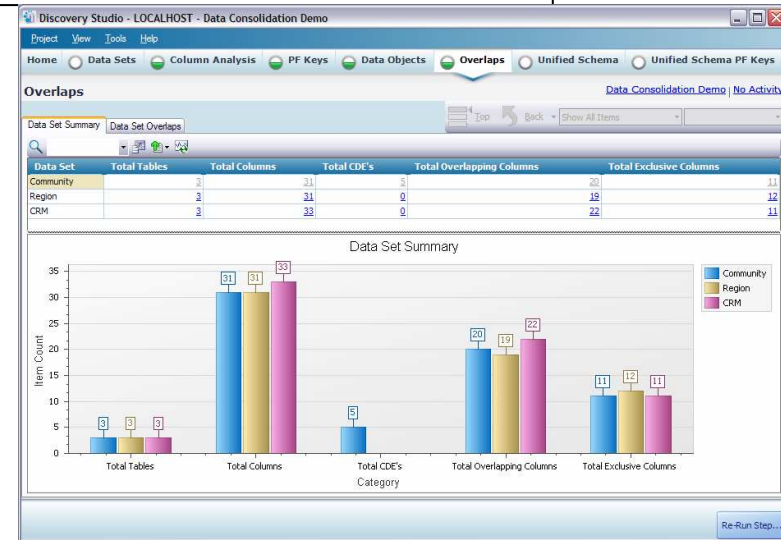 Discovery Studio - LOCALHOST - Data Consolidation Demo
Project View Tools Help
Home Data Sets Column Analysis PF Keys Data Objects Overlaps Unified Schema Unified Schema PF Keys
Overlaps Data Consolidation Demo | No Activity
Top Back Show All Items
Data Set Summary Data Set Overlaps
Data Set Total Tables Total Columns Total CDE's Total Overlapping Columns Total Exclusive Columns
Community 3 31 5 20 11
Region 3 31 0 19 12
CRM 3 33 0 22 11
Data Set Summary
35
30
25
20
15
10
5
0
Item Count
3 3 3
31 31 33
5
20 19 22
11 12 11
Community
Region
CRM
Total Tables Total Columns Total CDE's Total Overlapping Columns Total Exclusive Columns
Category
Re-Run Step...